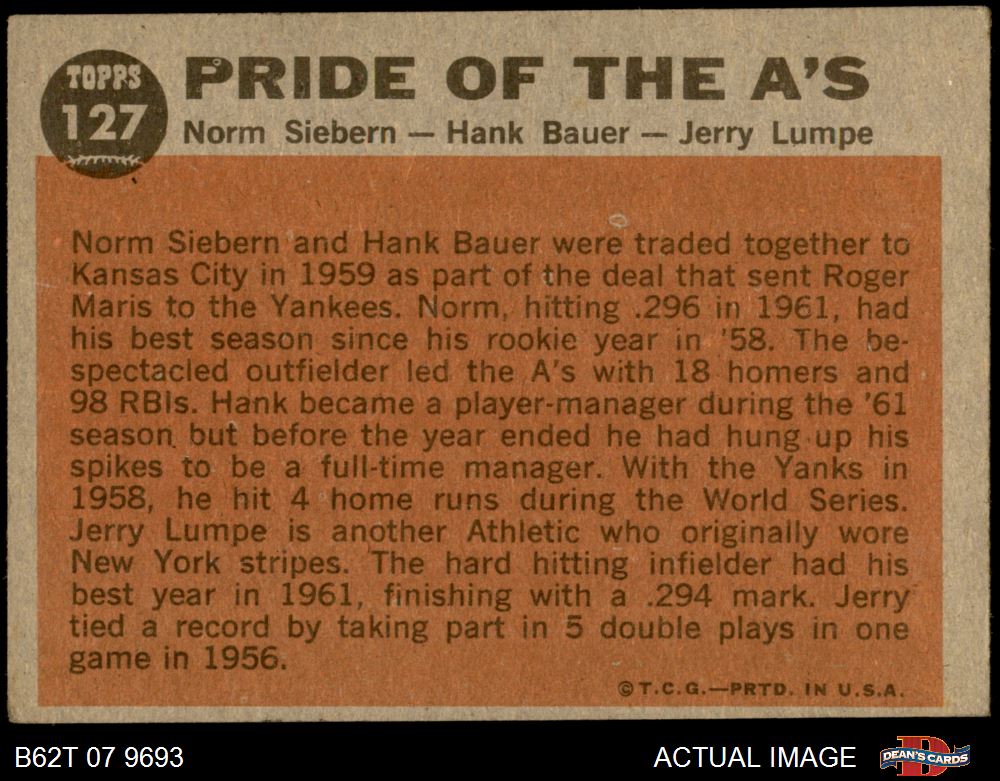 TOPPS
127
PRIDE OF THE A'S
Norm Siebern — Hank Bauer — Jerry Lumpe
Norm Siebern and Hank Bauer were traded together to
Kansas City in 1959 as part of the deal that sent Roger
Maris to the Yankees. Norm, hitting .296 in 1961, had
his best season since his rookie year in '58. The be-
spectacled outfielder led the A's with 18 homers and
98 RBIs. Hank became a player-manager during the '61
season but before the year ended he had hung up his
spikes to be a full-time manager. With the Yanks in
1958, he hit 4 home runs during the World Series.
Jerry Lumpe is another Athletic who originally wore
New York stripes. The hard hitting infielder had his
best year in 1961, finishing with a .294 mark. Jerry
tied a record by taking part in 5 double plays in one
game in 1956.
©T.C.G.—PRTD. IN U.S.A.
B62T 07 9693
ACTUAL IMAGE
DEAN'S CARDS